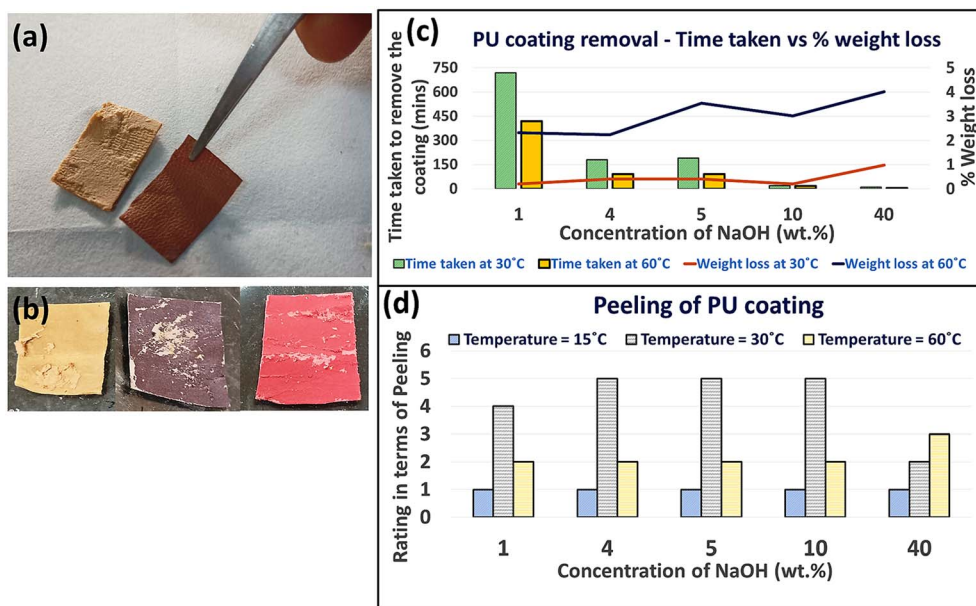 (a)
(b)
(c)
PU coating removal - Time taken vs % weight loss
Time taken to remove the
coating (mins)
750
600
450
300
150
0
5
4
3
2
1
0
% Weight loss
1 4 5 10 40
Concentration of NaOH (wt.%)
Time taken at 30˚C Time taken at 60˚C Weight loss at 30˚C Weight loss at 60˚C
(d)
Peeling of PU coating
Temperature = 15˚C Temperature = 30˚C Temperature = 60˚C
Rating in terms of Peeling
6
5
4
3
2
1
0
1 4 5 10 40
Concentration of NaOH (wt.%)